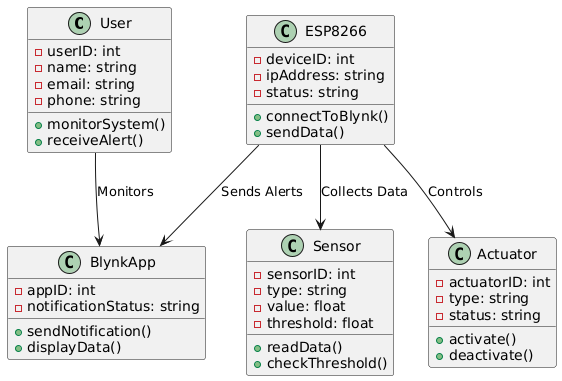 C User
userID: int
name: string
email: string
phone: string
monitorSystem()
receiveAlert()
C ESP8266
deviceID: int
ipAddress: string
status: string
connectToBlynk()
sendData()
Monitors
Sends Alerts
Collects Data
Controls
C BlynkApp
appID: int
notificationStatus: string
sendNotification()
displayData()
C Sensor
sensorID: int
type: string
value: float
threshold: float
readData()
checkThreshold()
C Actuator
actuatorID: int
type: string
status: string
activate()
deactivate()